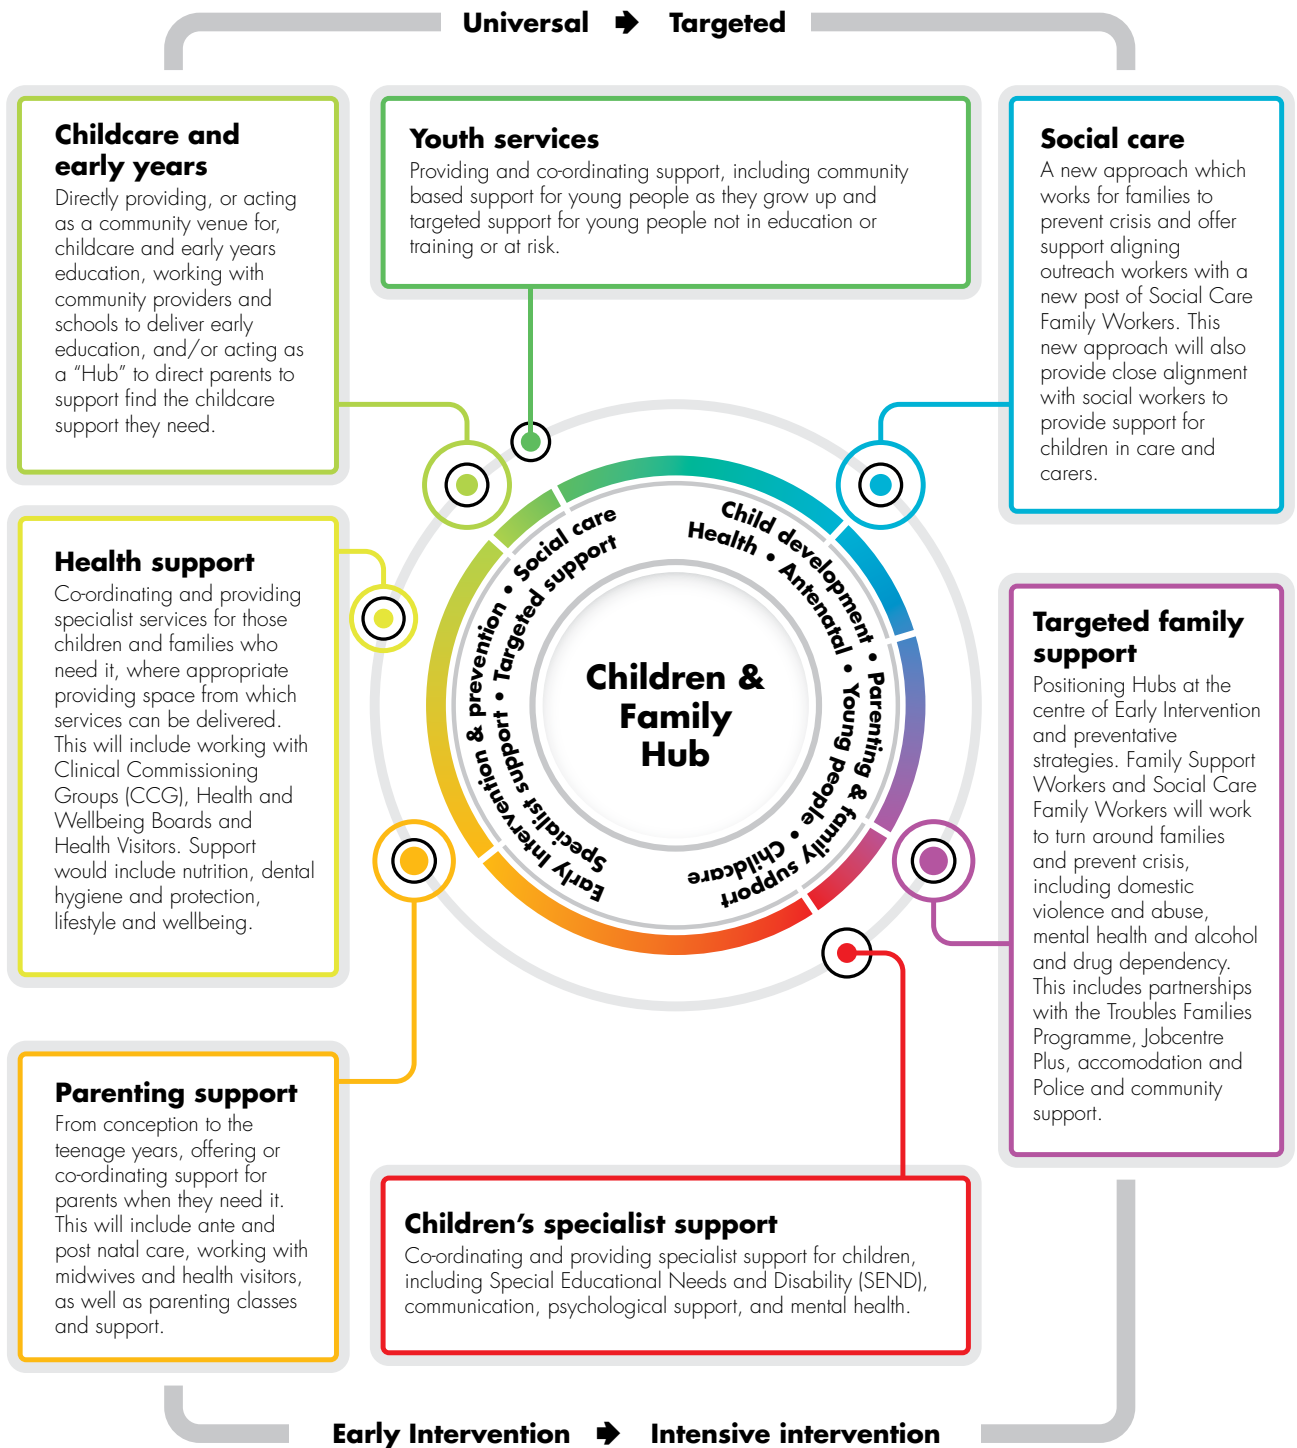 Universal → Targeted
Childcare and
early years
Directly providing, or acting
as a community venue for,
childcare and early years
education, working with
community providers and
schools to deliver early
education, and/or acting as
a “Hub” to direct parents to
support find the childcare
support they need.
Youth services
Providing and co-ordinating support, including community
based support for young people as they grow up and
targeted support for young people not in education or
training or at risk.
Social care
A new approach which
works for families to
prevent crisis and offer
support aligning
outreach workers with a
new post of Social Care
Family Workers. This
new approach will also
provide close alignment
with social workers to
provide support for
children in care and
carers.
Health support
Co-ordinating and providing
specialist services for those
children and families who
need it, where appropriate
providing space from which
services can be delivered.
This will include working with
Clinical Commissioning
Groups (CCG), Health and
Wellbeing Boards and
Health Visitors. Support
would include nutrition, dental
hygiene and protection,
lifestyle and wellbeing.
Early Intervention & prevention • Social care
Specialist support • Targeted support
Child development • Parenting & family support
Health • Antenatal • Young people • Childcare
Children &
Family
Hub
Targeted family
support
Positioning Hubs at the
centre of Early Intervention
and preventative
strategies. Family Support
Workers and Social Care
Family Workers will work
to turn around families
and prevent crisis,
including domestic
violence and abuse,
mental health and alcohol
and drug dependency.
This includes partnerships
with the Troubles Families
Programme, Jobcentre
Plus, accomodation and
Police and community
support.
Parenting support
From conception to the
teenage years, offering or
co-ordinating support for
parents when they need it.
This will include ante and
post natal care, working with
midwives and health visitors,
as well as parenting classes
and support.
Children’s specialist support
Co-ordinating and providing specialist support for children,
including Special Educational Needs and Disability (SEND),
communication, psychological support, and mental health.
Early Intervention → Intensive intervention